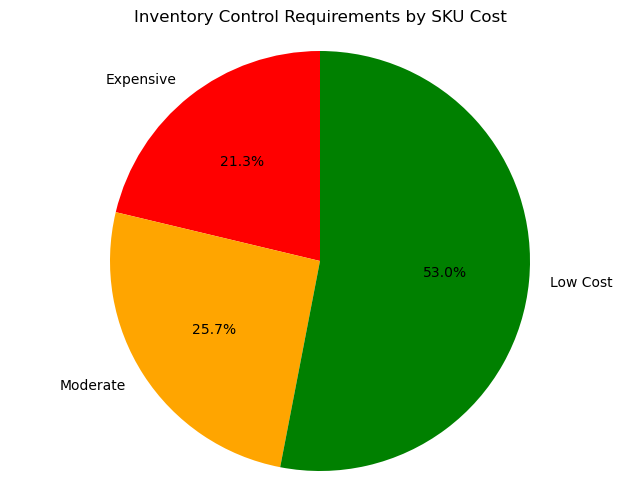 Inventory Control Requirements by SKU Cost
Expensive
21.3%
53.0%
Low Cost
25.7%
Moderate